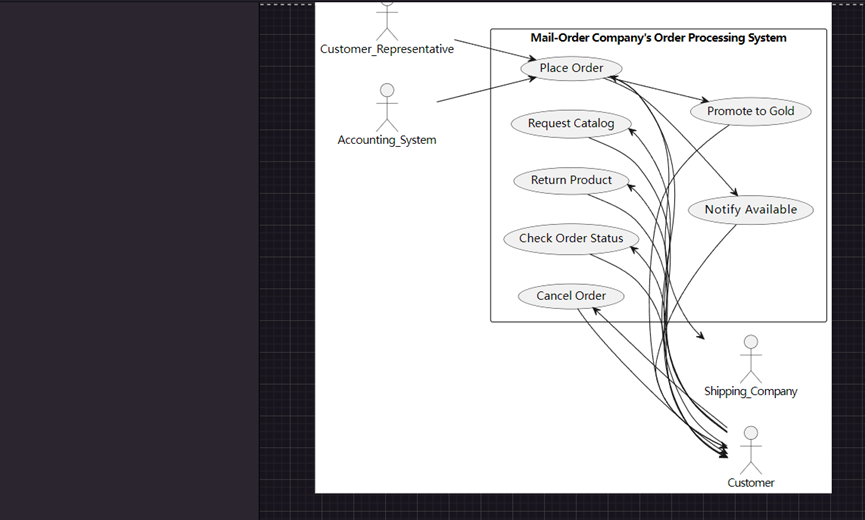 Customer_Representative
Mail-Order Company's Order Processing System
Place Order
Accounting_System
Promote to Gold
Request Catalog
Return Product
Notify Available
Check Order Status
Cancel Order
Shipping_Company
Customer